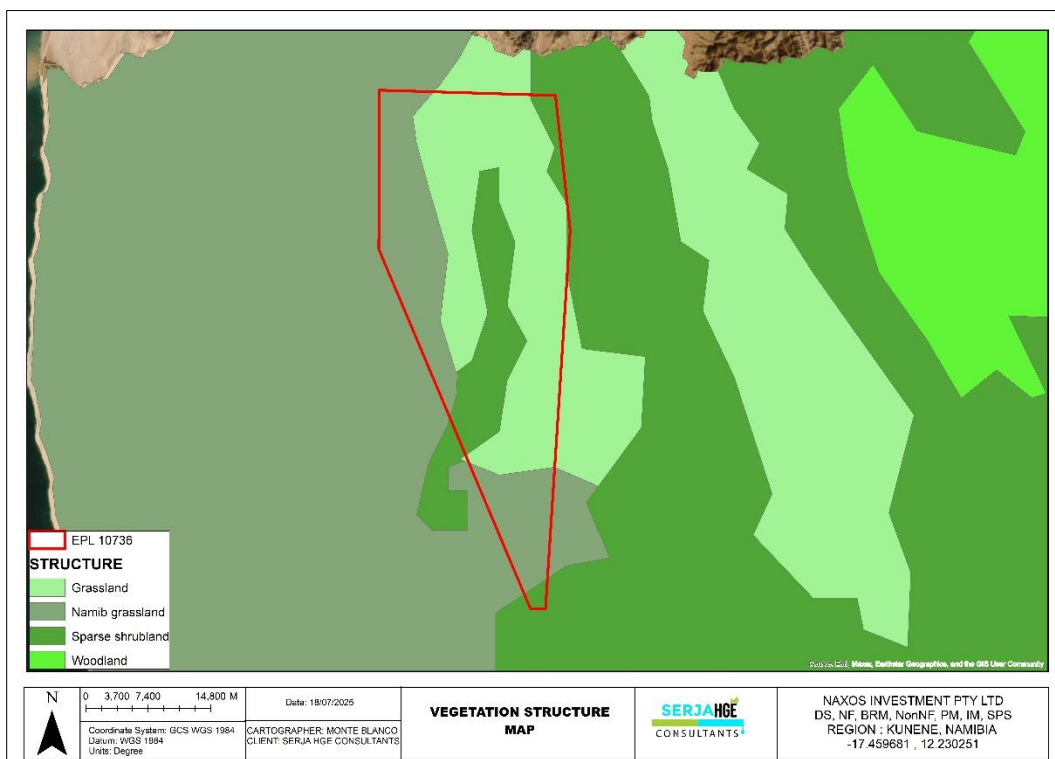 EPL 10736
STRUCTURE
Grassland
Namib grassland
Sparse shrubland
Woodland
Source: Esri, Maxar, Earthstar Geographics, and the GIS User Community
N
0 3,700 7,400 14,800 M
Coordinate System: GCS WGS 1984
Datum: WGS 1984
Units: Degree
Date: 18/07/2025
CARTOGRAPHER: MONTE BLANCO
CLIENT: SERJA HGE CONSULTANTS
VEGETATION STRUCTURE
MAP
SERJAHGE
CONSULTANTS
NAXOS INVESTMENT PTY LTD
DS, NF, BRM, NonNF, PM, IM, SPS
REGION : KUNENE, NAMIBIA
-17.459681 , 12.230251